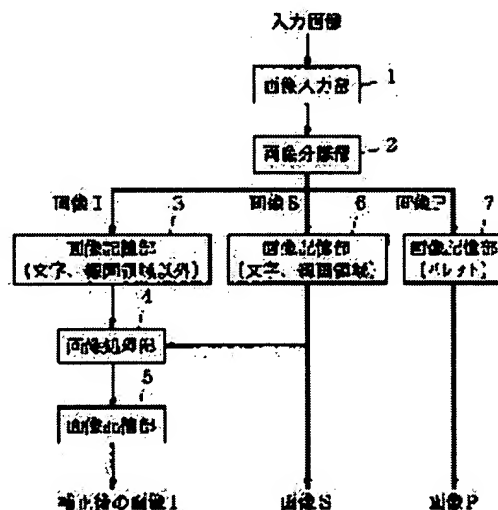 入力画像
画像入力部
1
画像分離部
2
画像I
3
画像S
6
画像P
7
画像記憶部
(文字、線画領域以外)
画像記憶部
(文字、線画領域)
画像記憶部
(パレット)
4
画像処理部
5
画像記憶部
補正後の画像I
画像S
画像P